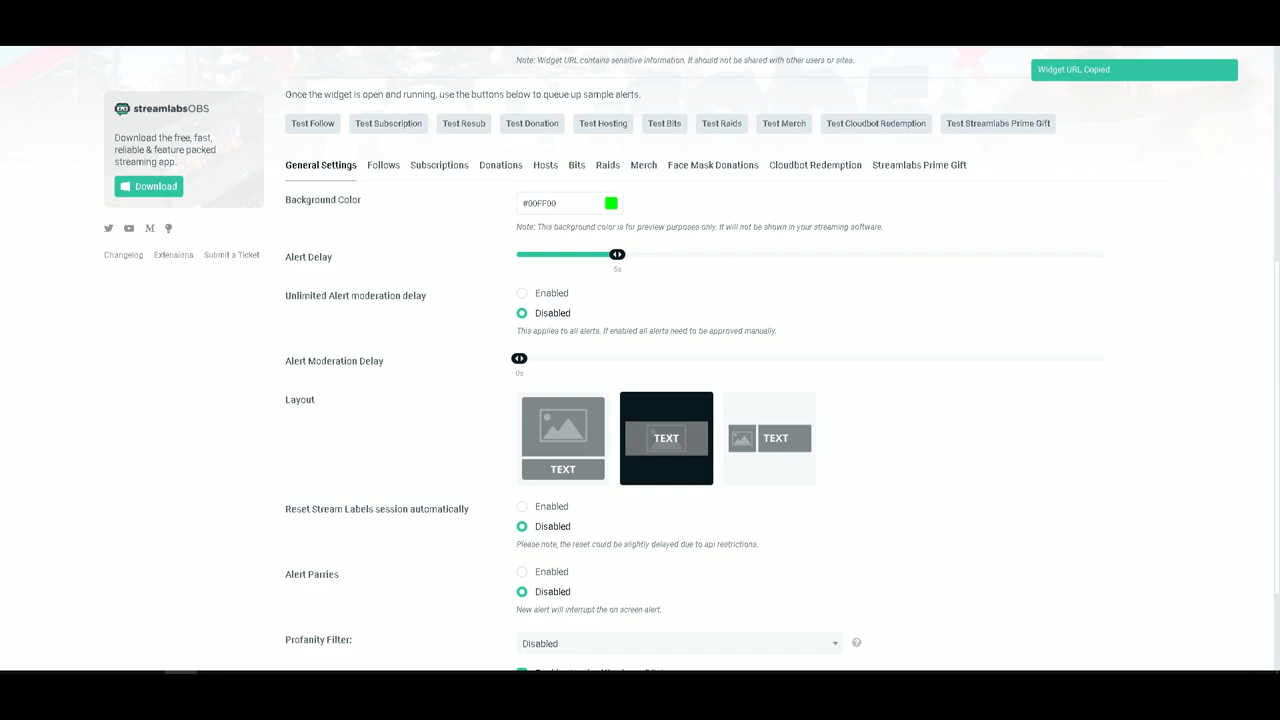 Note: Widget URL contains sensitive information. It should not be shared with other users or sites.
Widget URL Copied
streamlabs OBS
Download the free, fast,
reliable & feature packed
streaming app.
Download
Changelog Extensions Submit a Ticket
Once the widget is open and running, use the buttons below to queue up sample alerts.
Test Follow Test Subscription Test Resub Test Donation Test Hosting Test Bits Test Raids Test Merch Test Cloudbot Redemption Test Streamlabs Prime Gift
General Settings Follows Subscriptions Donations Hosts Bits Raids Merch Face Mask Donations Cloudbot Redemption Streamlabs Prime Gift
Background Color #00FF00
Note: This background color is for preview purposes only. It will not be shown in your streaming software.
Alert Delay
5s
Unlimited Alert moderation delay
Enabled
Disabled
This applies to all alerts. If enabled all alerts need to be approved manually.
Alert Moderation Delay
0s
Layout
TEXT
TEXT
TEXT
Reset Stream Labels session automatically
Enabled
Disabled
Please note, the reset could be slightly delayed due to api restrictions.
Alert Parries
Enabled
Disabled
New alert will interrupt the on screen alert.
Profanity Filter:
Disabled